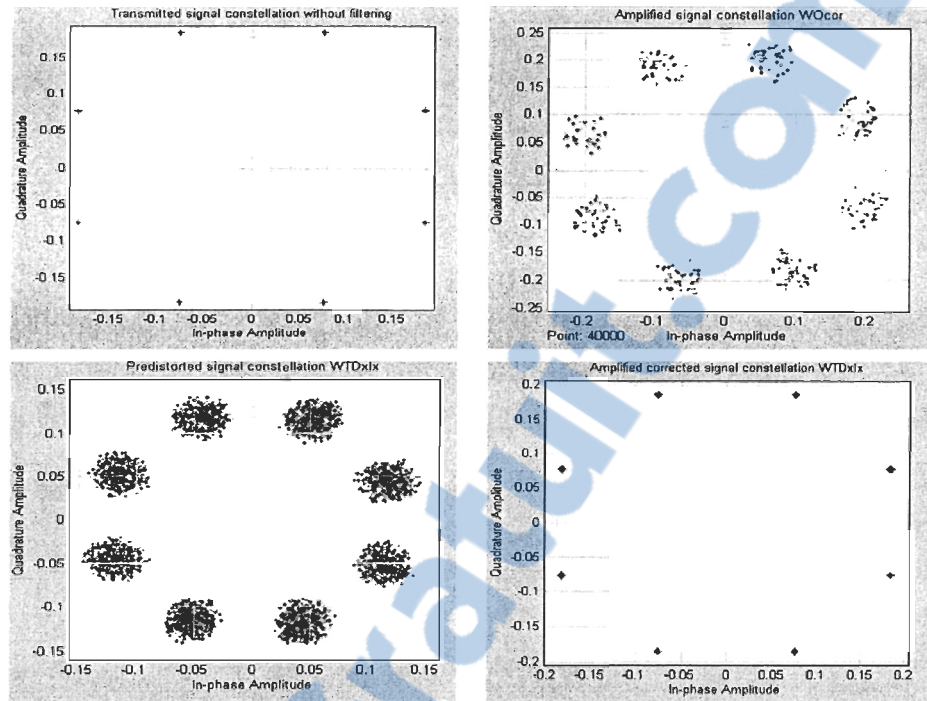 Transmitted signal constellation without filtering
Quadrature Amplitude
0.15
0.1
0.05
0
-0.05
-0.1
-0.15
-0.15 -0.1 -0.05 0 0.05 0.1 0.15
In-phase Amplitude
Amplified signal constellation WOcor
Quadrature Amplitude
0.25
0.2
0.15
0.1
0.05
0
-0.05
-0.1
-0.15
-0.2
-0.25
-0.2 -0.1 0 0.1 0.2
Point: 40000 In-phase Amplitude
Predistorted signal constellation WTDxlx
Quadrature Amplitude
0.15
0.1
0.05
0
-0.05
-0.1
-0.15
-0.15 -0.1 -0.05 0 0.05 0.1 0.15
In-phase Amplitude
Amplified corrected signal constellation WTDxlx
Quadrature Amplitude
0.2
0.15
0.1
0.05
0
-0.05
-0.1
-0.15
-0.2
-0.2 -0.15 -0.1 -0.05 0 0.05 0.1 0.15 0.2
In-phase Amplitude
ratuit.com